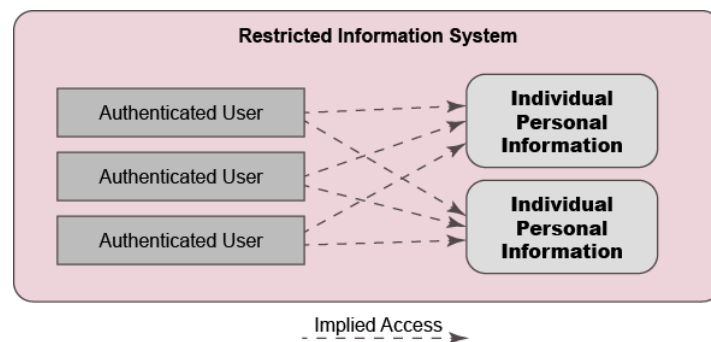 Restricted Information System
Authenticated User
Authenticated User
Authenticated User
Individual
Personal
Information
Individual
Personal
Information
Implied Access